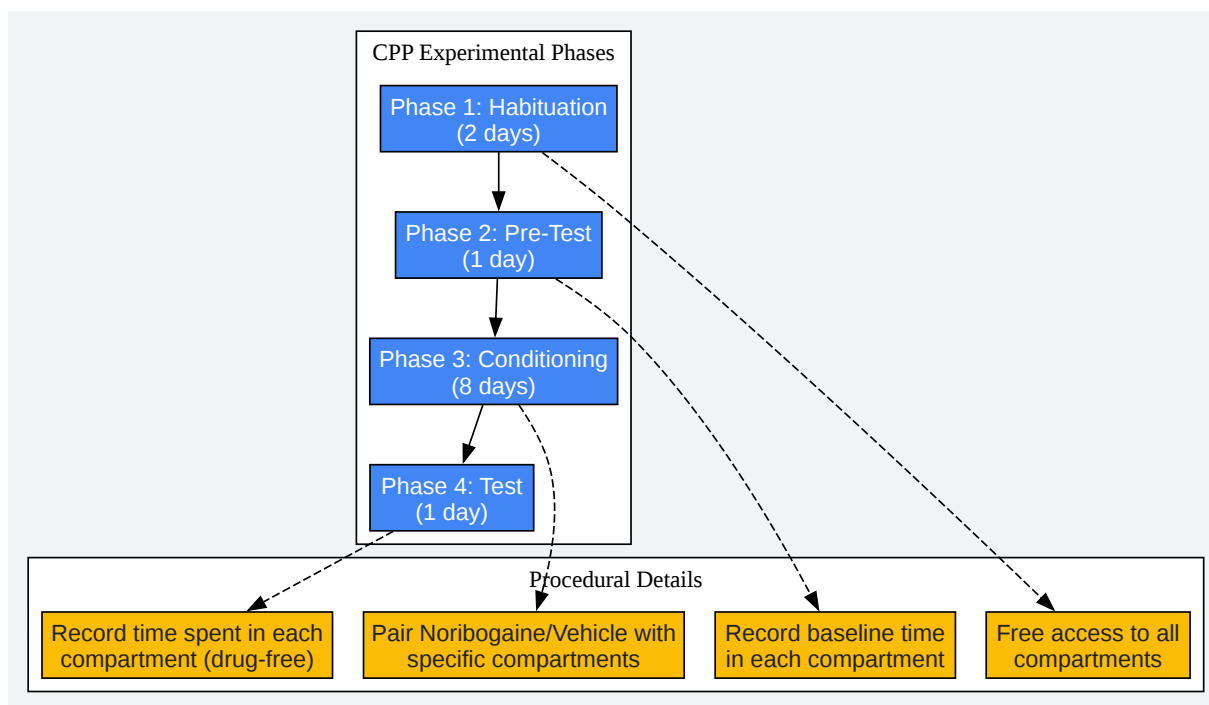 CPP Experimental Phases
Phase 1: Habituation
(2 days)
Phase 2: Pre-Test
(1 day)
Phase 3: Conditioning
(8 days)
Phase 4: Test
(1 day)
Procedural Details
Record time spent in each
compartment (drug-free)
Pair Noribogaine/Vehicle with
specific compartments
Record baseline time
in each compartment
Free access to all
compartments